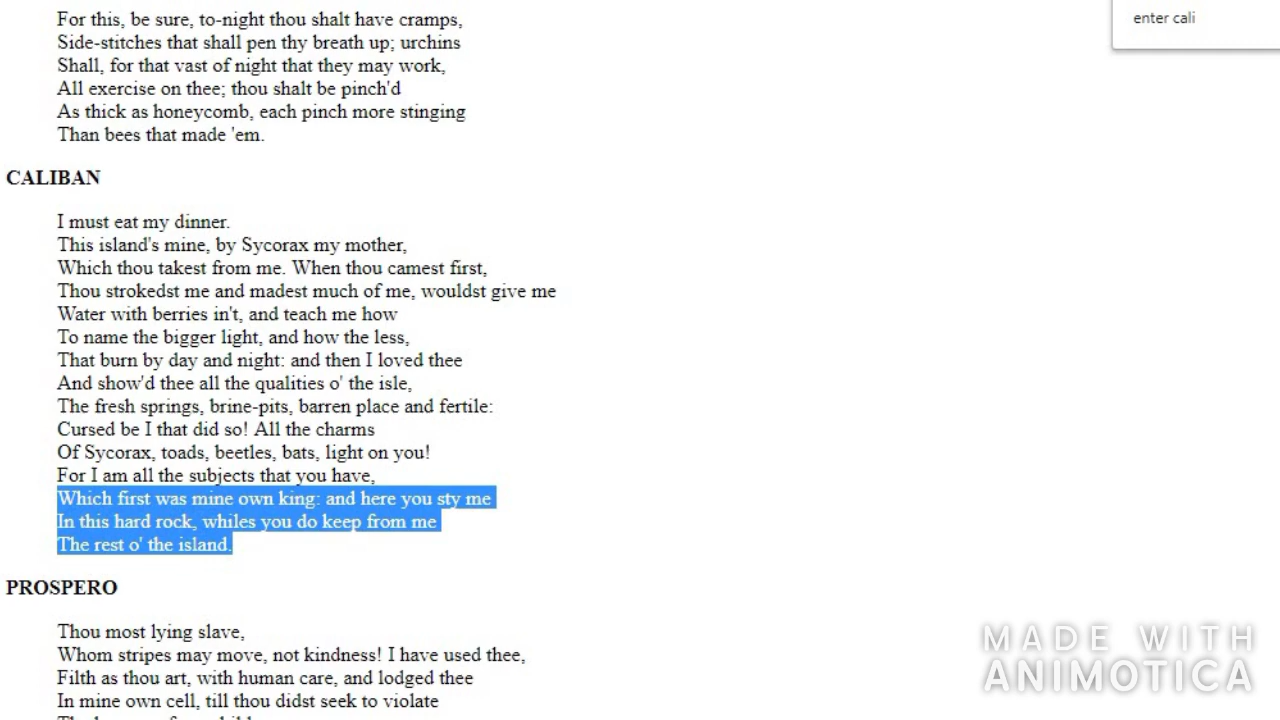 For this, be sure, to-night thou shalt have cramps,
enter cali
Side-stitches that shall pen thy breath up; urchins
Shall, for that vast of night that they may work,
All exercise on thee; thou shalt be pinch'd
As thick as honeycomb, each pinch more stinging
Than bees that made 'em.
CALIBAN
I must eat my dinner.
This island's mine, by Sycorax my mother,
Which thou takest from me. When thou camest first,
Thou strokedst me and madest much of me, wouldst give me
Water with berries in't, and teach me how
To name the bigger light, and how the less,
That burn by day and night: and then I loved thee
And show'd thee all the qualities o' the isle,
The fresh springs, brine-pits, barren place and fertile:
Cursed be I that did so! All the charms
Of Sycorax, toads, beetles, bats, light on you!
For I am all the subjects that you have,
Which first was mine own king: and here you sty me
In this hard rock, whiles you do keep from me
The rest o' the island.
PROSPERO
Thou most lying slave,
Whom stripes may move, not kindness! I have used thee,
Filth as thou art, with human care, and lodged thee
In mine own cell, till thou didst seek to violate
MADE WITH
ANIMOTICA